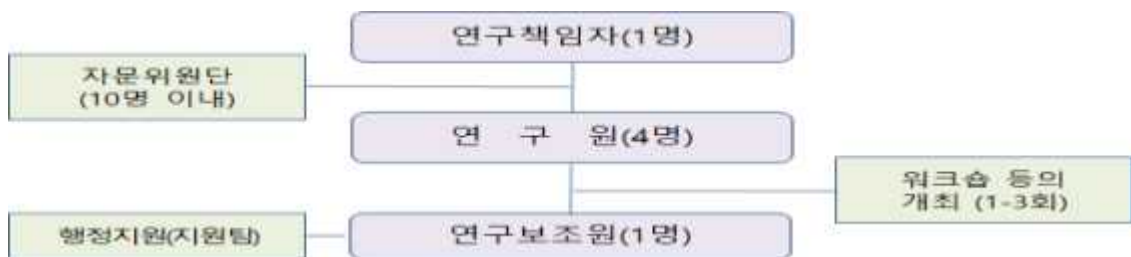 연구책임자(1명)
자문위원단
(10명 이내)
연 구 원(4명)
워크숍 등의
개최 (1-3회)
행정지원(지원팀)
연구보조원(1명)